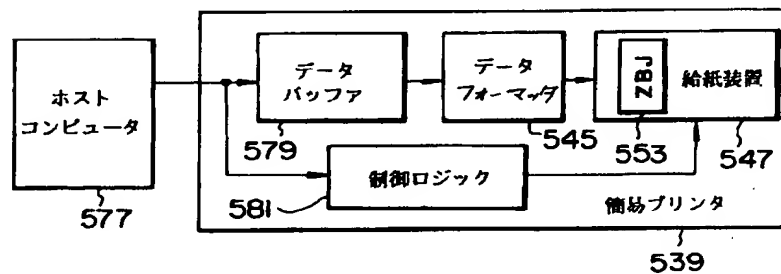 ホスト
コンピュータ
577
データ
バッファ
579
データ
フォーマッタ
545
ZBJ
553
給紙装置
547
制御ロジック
581
簡易プリンタ
539